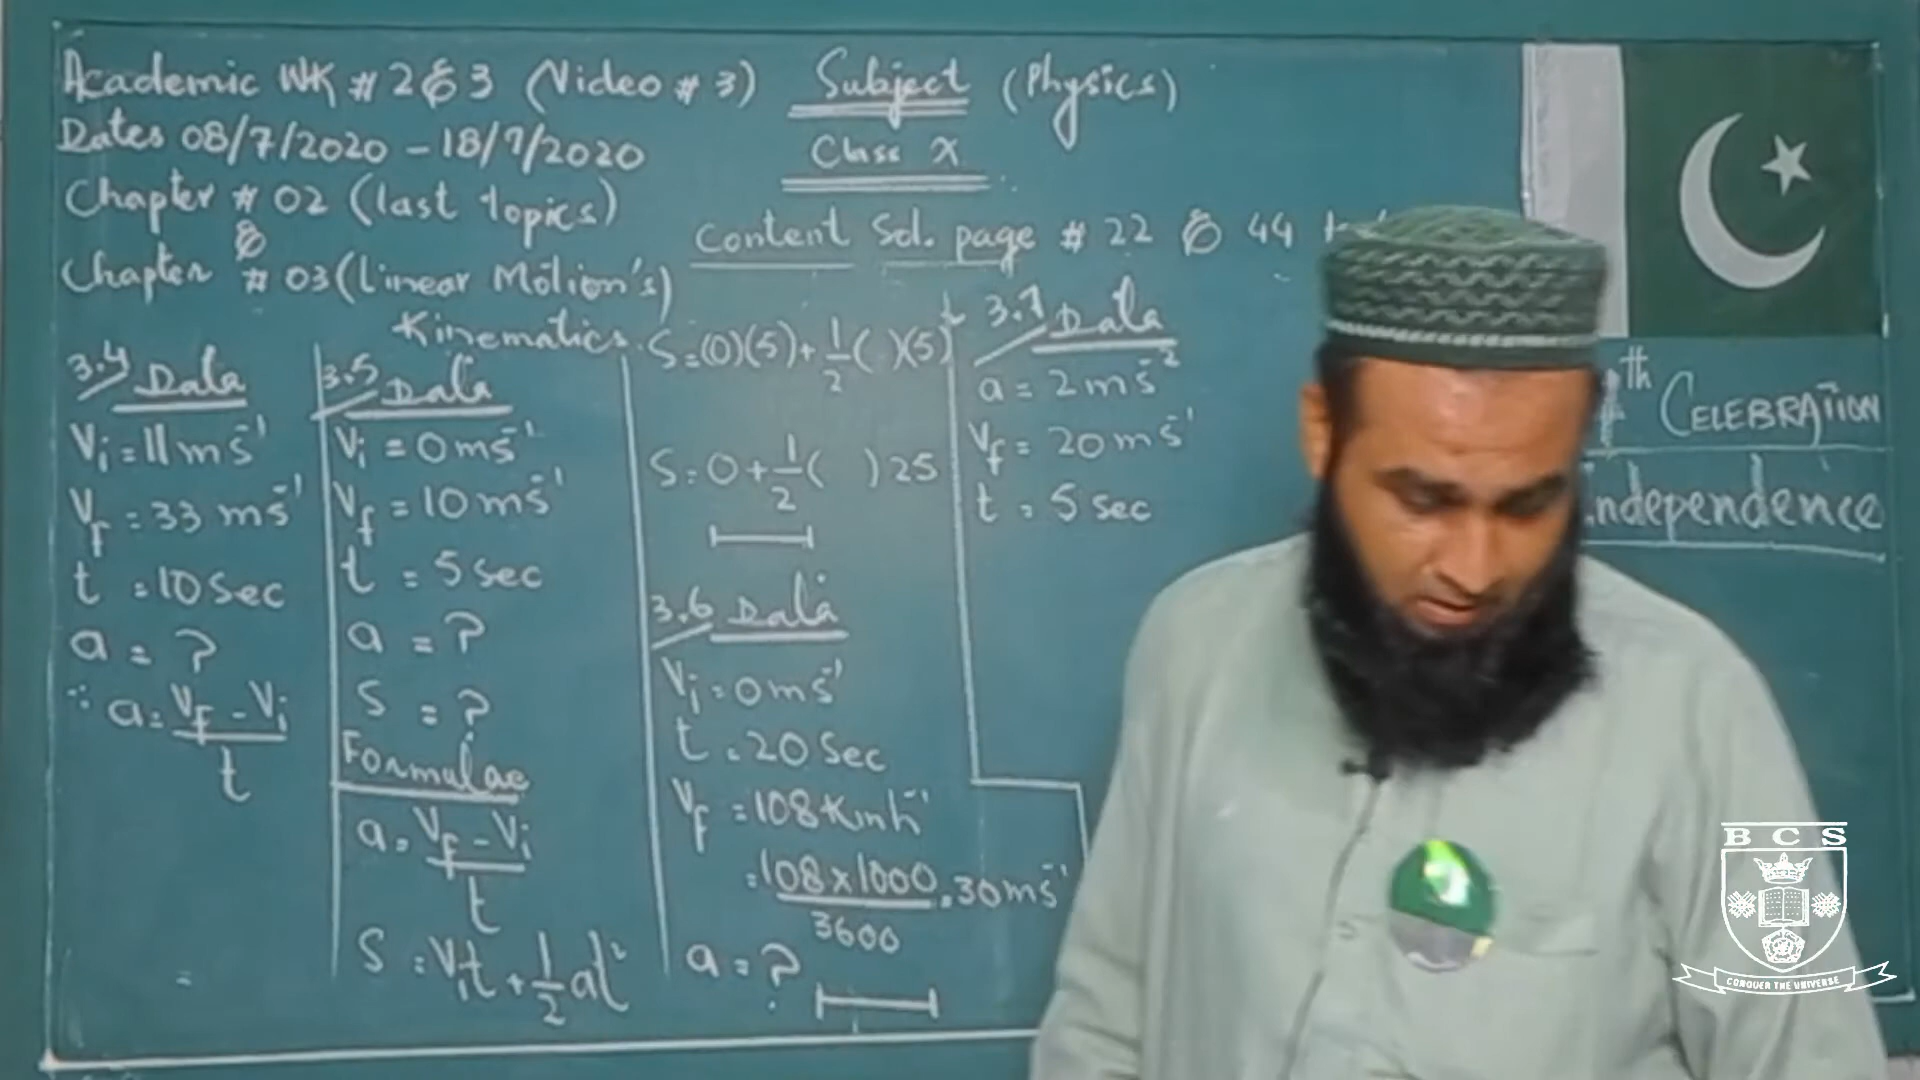 Academic WK # 2 & 3 (Video # 3)
Subject (Physics)
Dates 08/7/2020 - 18/7/2020
Class X
Chapter # 02 (last topics)
&
Content Sol. page # 22 & 44
Chapter # 03 (Linear Motion's)
Kinematics.
3.4 Data
Vi = 11 ms⁻¹
Vf = 33 ms⁻¹
t = 10 Sec
a = ?
∵ a = Vf - Vi / t
3.5 Data
Vi = 0 ms⁻¹
Vf = 10 ms⁻¹
t = 5 Sec
a = ?
S = ?
Formulae
a = Vf - Vi / t
S = Vit + 1/2 at²
S = (0)(5) + 1/2 ( )(5)²
S = 0 + 1/2 ( ) 25
3.6 Data
Vi = 0 ms⁻¹
t = 20 Sec
Vf = 108 Kmh⁻¹
= 108 x 1000 / 3600 = 30 ms⁻¹
a = ?
3.7 Data
a = 2 ms⁻²
Vf = 20 ms⁻¹
t = 5 sec
th CELEBRATION
Independence
BCS
CONQUER THE UNIVERSE